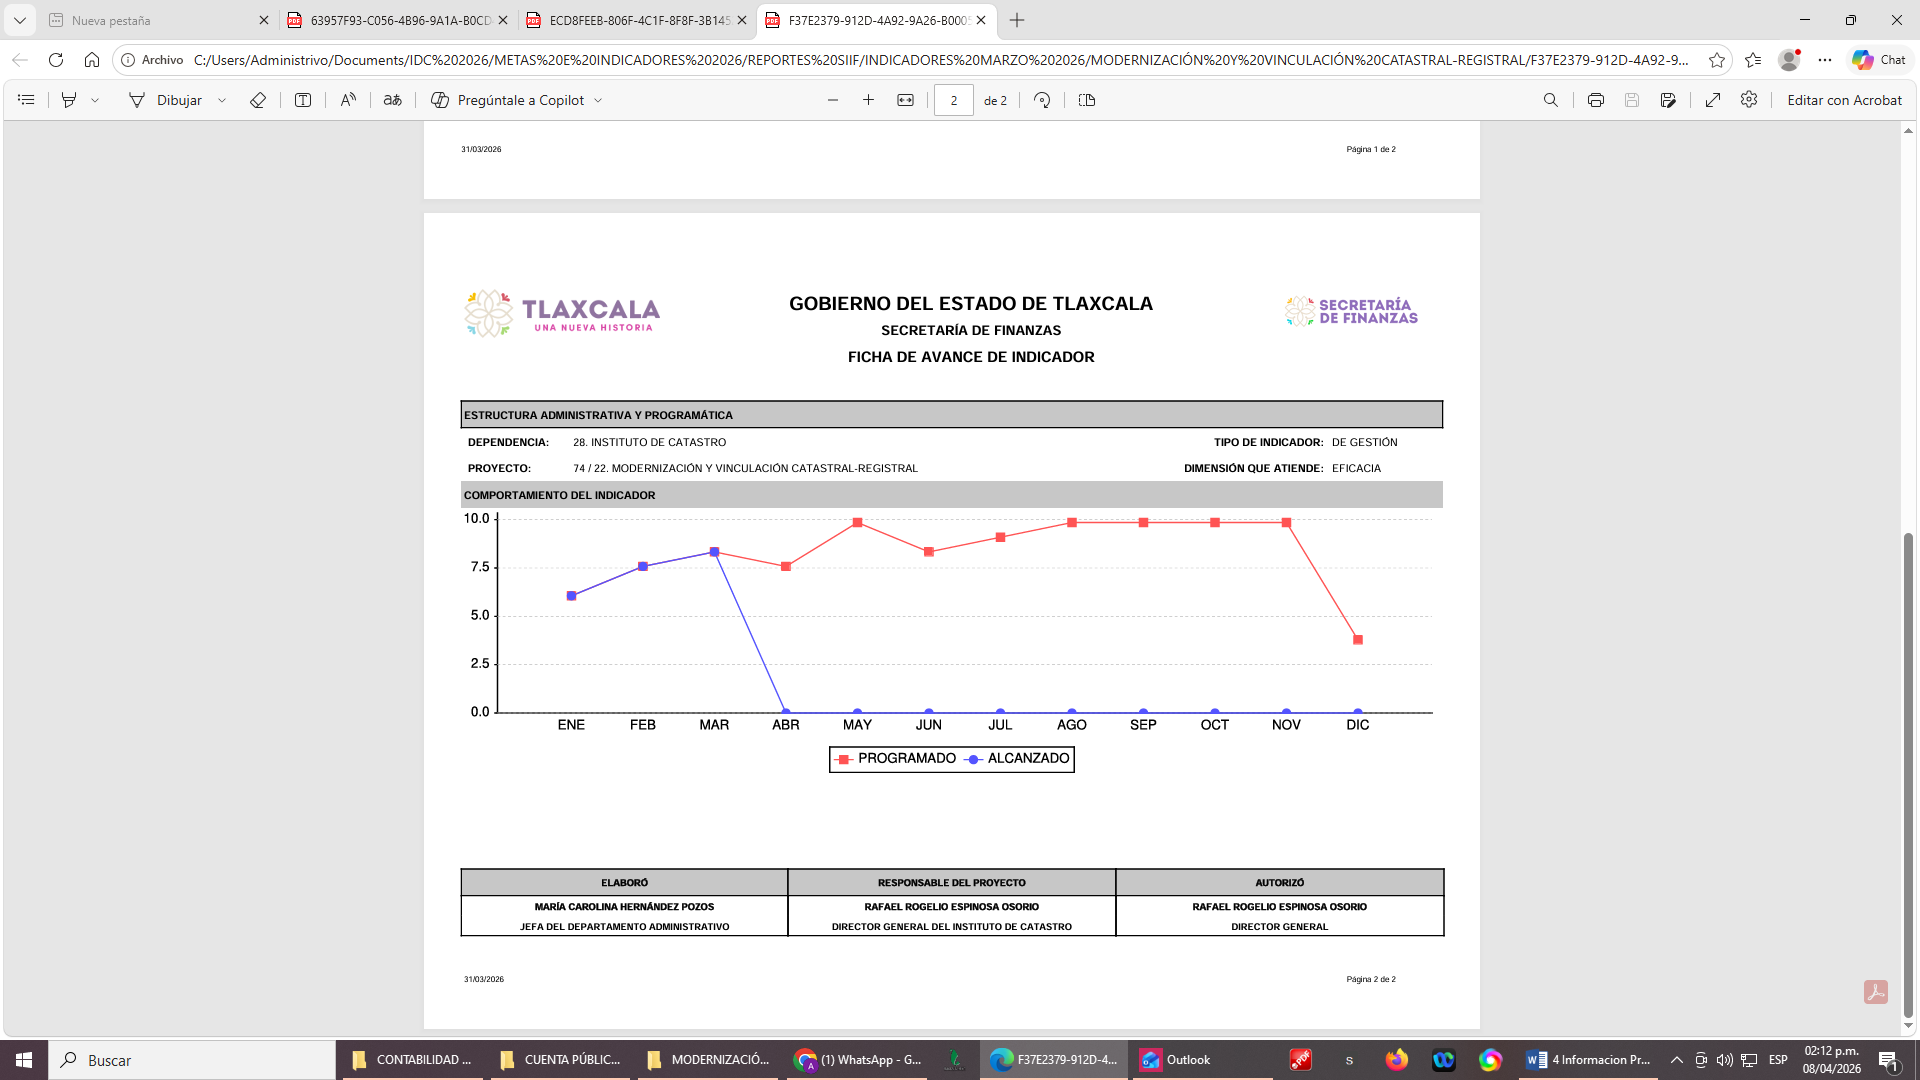 Nueva pestaña
63957F93-C056-4B96-9A1A-B0CD
ECD8FEEB-806F-4C1F-8F8F-3B145
F37E2379-912D-4A92-9A26-B0005
Archivo
C:/Users/Administrivo/Documents/IDC%202026/METAS%20E%20INDICADORES%202026/REPORTES%20SIIF/INDICADORES%20MARZO%202026/MODERNIZACIÓN%20Y%20VINCULACIÓN%20CATASTRAL-REGISTRAL/F37E2379-912D-4A92-9...
Chat
Dibujar
aあ
Pregúntale a Copilot
2 de 2
Editar con Acrobat
31/03/2026
Página 1 de 2
TLAXCALA
UNA NUEVA HISTORIA
GOBIERNO DEL ESTADO DE TLAXCALA
SECRETARÍA DE FINANZAS
FICHA DE AVANCE DE INDICADOR
SECRETARÍA
DE FINANZAS
ESTRUCTURA ADMINISTRATIVA Y PROGRAMÁTICA
DEPENDENCIA: 28. INSTITUTO DE CATASTRO
TIPO DE INDICADOR: DE GESTIÓN
PROYECTO: 74 / 22. MODERNIZACIÓN Y VINCULACIÓN CATASTRAL-REGISTRAL
DIMENSIÓN QUE ATIENDE: EFICACIA
COMPORTAMIENTO DEL INDICADOR
10.0
7.5
5.0
2.5
0.0
ENE FEB MAR ABR MAY JUN JUL AGO SEP OCT NOV DIC
PROGRAMADO ALCANZADO
ELABORÓ RESPONSABLE DEL PROYECTO AUTORIZÓ
MARÍA CAROLINA HERNÁNDEZ POZOS RAFAEL ROGELIO ESPINOSA OSORIO RAFAEL ROGELIO ESPINOSA OSORIO
JEFA DEL DEPARTAMENTO ADMINISTRATIVO DIRECTOR GENERAL DEL INSTITUTO DE CATASTRO DIRECTOR GENERAL
31/03/2026
Página 2 de 2
Buscar
CONTABILIDAD ...
CUENTA PÚBLIC...
MODERNIZACIÓ...
(1) WhatsApp - G...
F37E2379-912D-4...
Outlook
4 Informacion Pr...
ESP
02:12 p.m.
08/04/2026
1